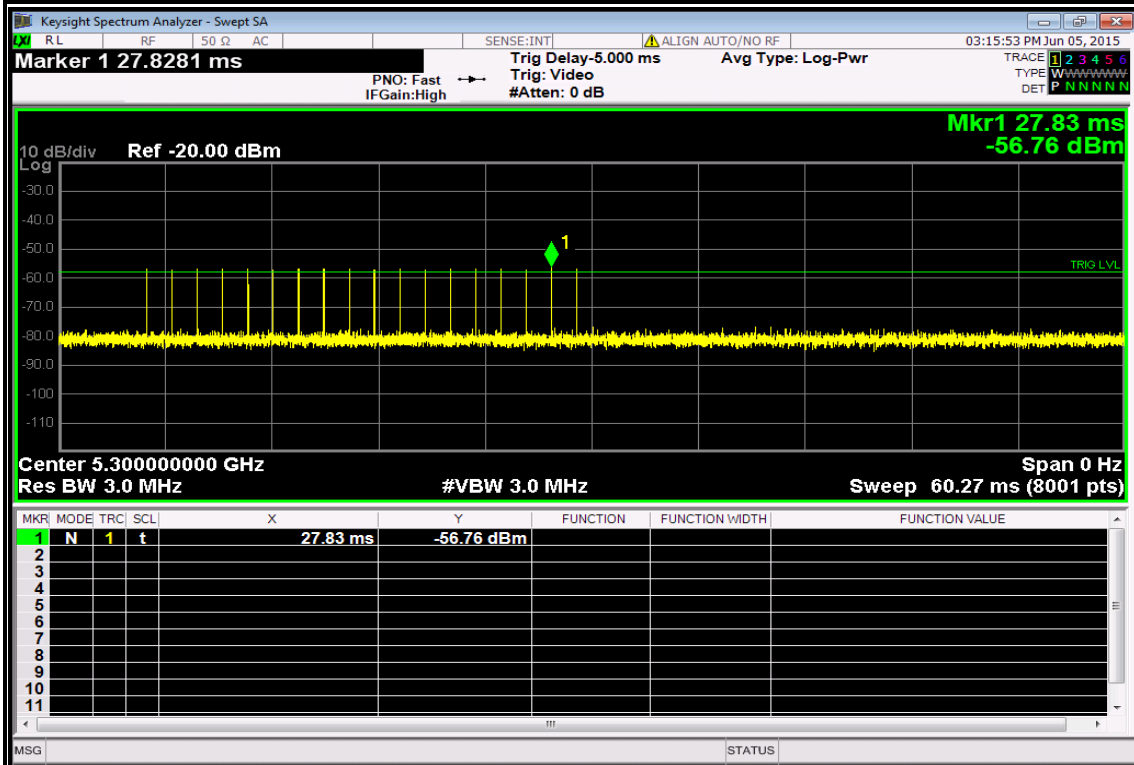 Keysight Spectrum Analyzer - Swept SA
LXI RL RF 50 Ω AC SENSE:INT ALIGN AUTO/NO RF 03:15:53 PM Jun 05, 2015
Marker 1 27.8281 ms
PNO: Fast
IFGain:High
Trig Delay-5.000 ms
Trig: Video
#Atten: 0 dB
Avg Type: Log-Pwr
TRACE 1 2 3 4 5 6
TYPE WWWWWWW
DET P N N N N N
Mkr1 27.83 ms
-56.76 dBm
10 dB/div Ref -20.00 dBm
Log
-30.0
-40.0
1
-50.0
TRIG LVL
-60.0
-70.0
-80.0
-90.0
-100
-110
Center 5.300000000 GHz Span 0 Hz
Res BW 3.0 MHz #VBW 3.0 MHz Sweep 60.27 ms (8001 pts)
MKR MODE TRC SCL X Y FUNCTION FUNCTION WIDTH FUNCTION VALUE
1 N 1 t 27.83 ms -56.76 dBm
2
3
4
5
6
7
8
9
10
11
MSG STATUS